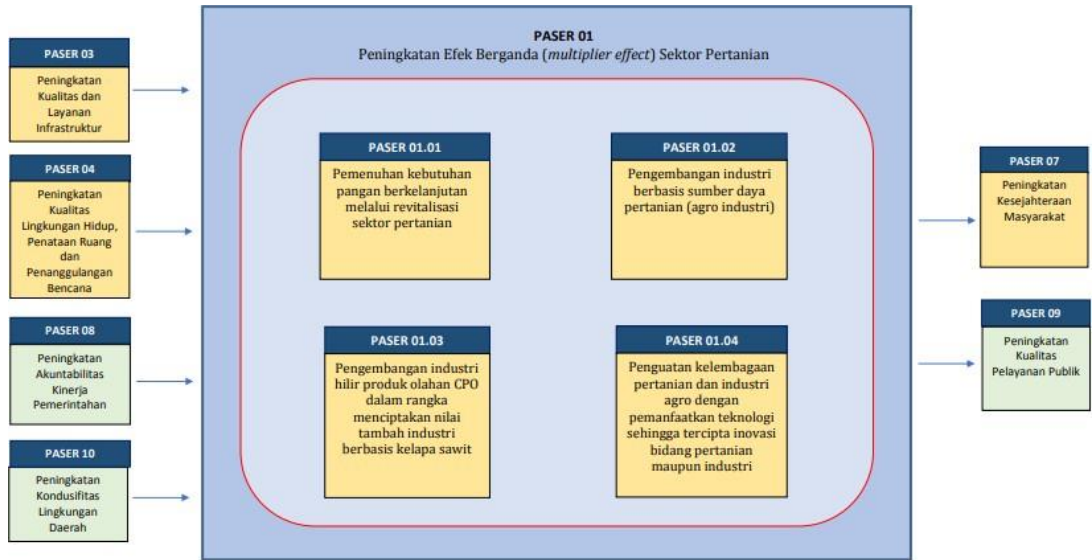 PASER 01
Peningkatan Efek Berganda (multiplier effect) Sektor Pertanian
PASER 03
Peningkatan
Kualitas dan
Layanan
Infrastruktur
PASER 04
Peningkatan
Kualitas
Lingkungan Hidup,
Penataan Ruang
dan
Penanggulangan
Bencana
PASER 08
Peningkatan
Akuntabilitas
Kinerja
Pemerintahan
PASER 10
Peningkatan
Kondusifitas
Lingkungan
Daerah
PASER 01.01
Pemenuhan kebutuhan
pangan berkelanjutan
melalui revitalisasi
sektor pertanian
PASER 01.02
Pengembangan industri
berbasis sumber daya
pertanian (agro industri)
PASER 01.03
Pengembangan industri
hilir produk olahan CPO
dalam rangka
menciptakan nilai
tambah industri
berbasis kelapa sawit
PASER 01.04
Penguatan kelembagaan
pertanian dan industri
agro dengan
pemanfaatkan teknologi
sehingga tercipta inovasi
bidang pertanian
maupun industri
PASER 07
Peningkatan
Kesejahteraan
Masyarakat
PASER 09
Peningkatan
Kualitas
Pelayanan Publik